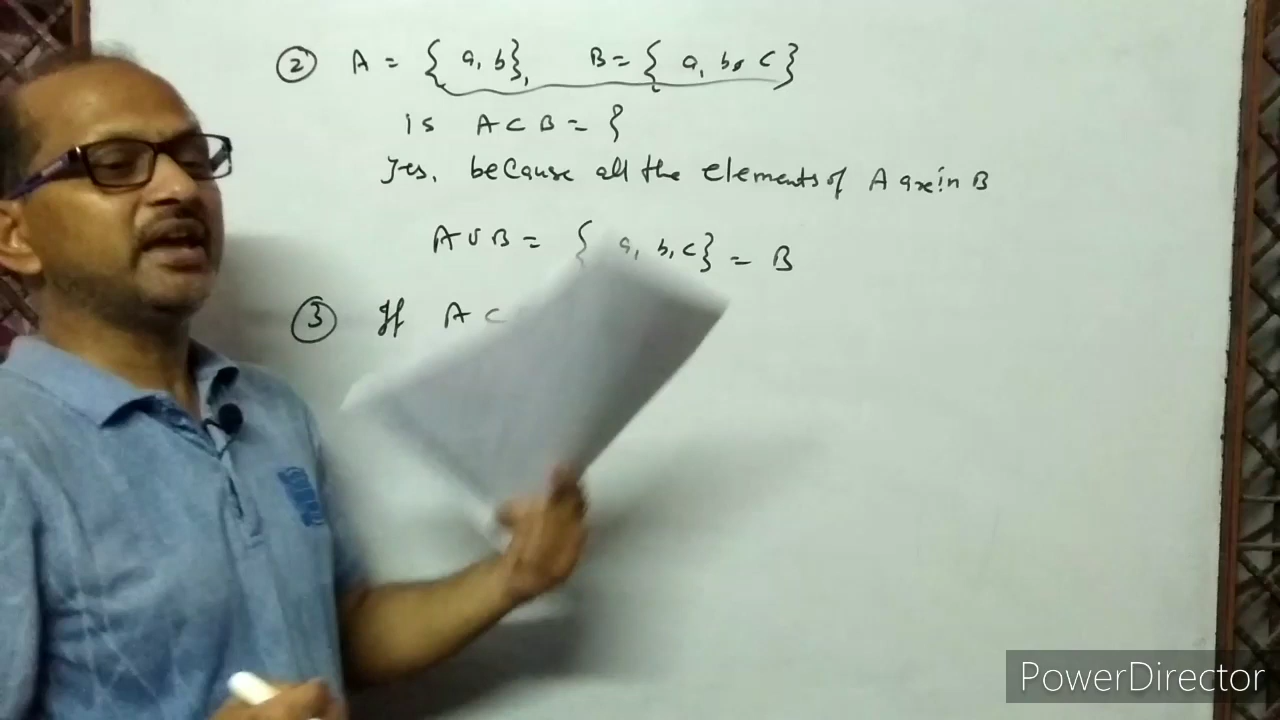 ② A = { a, b}, B = { a, b, c }
is A ⊂ B = {
Yes, because all the elements of A are in B
A ∪ B = { a, b, c} = B
③ If A ⊂
PowerDirector